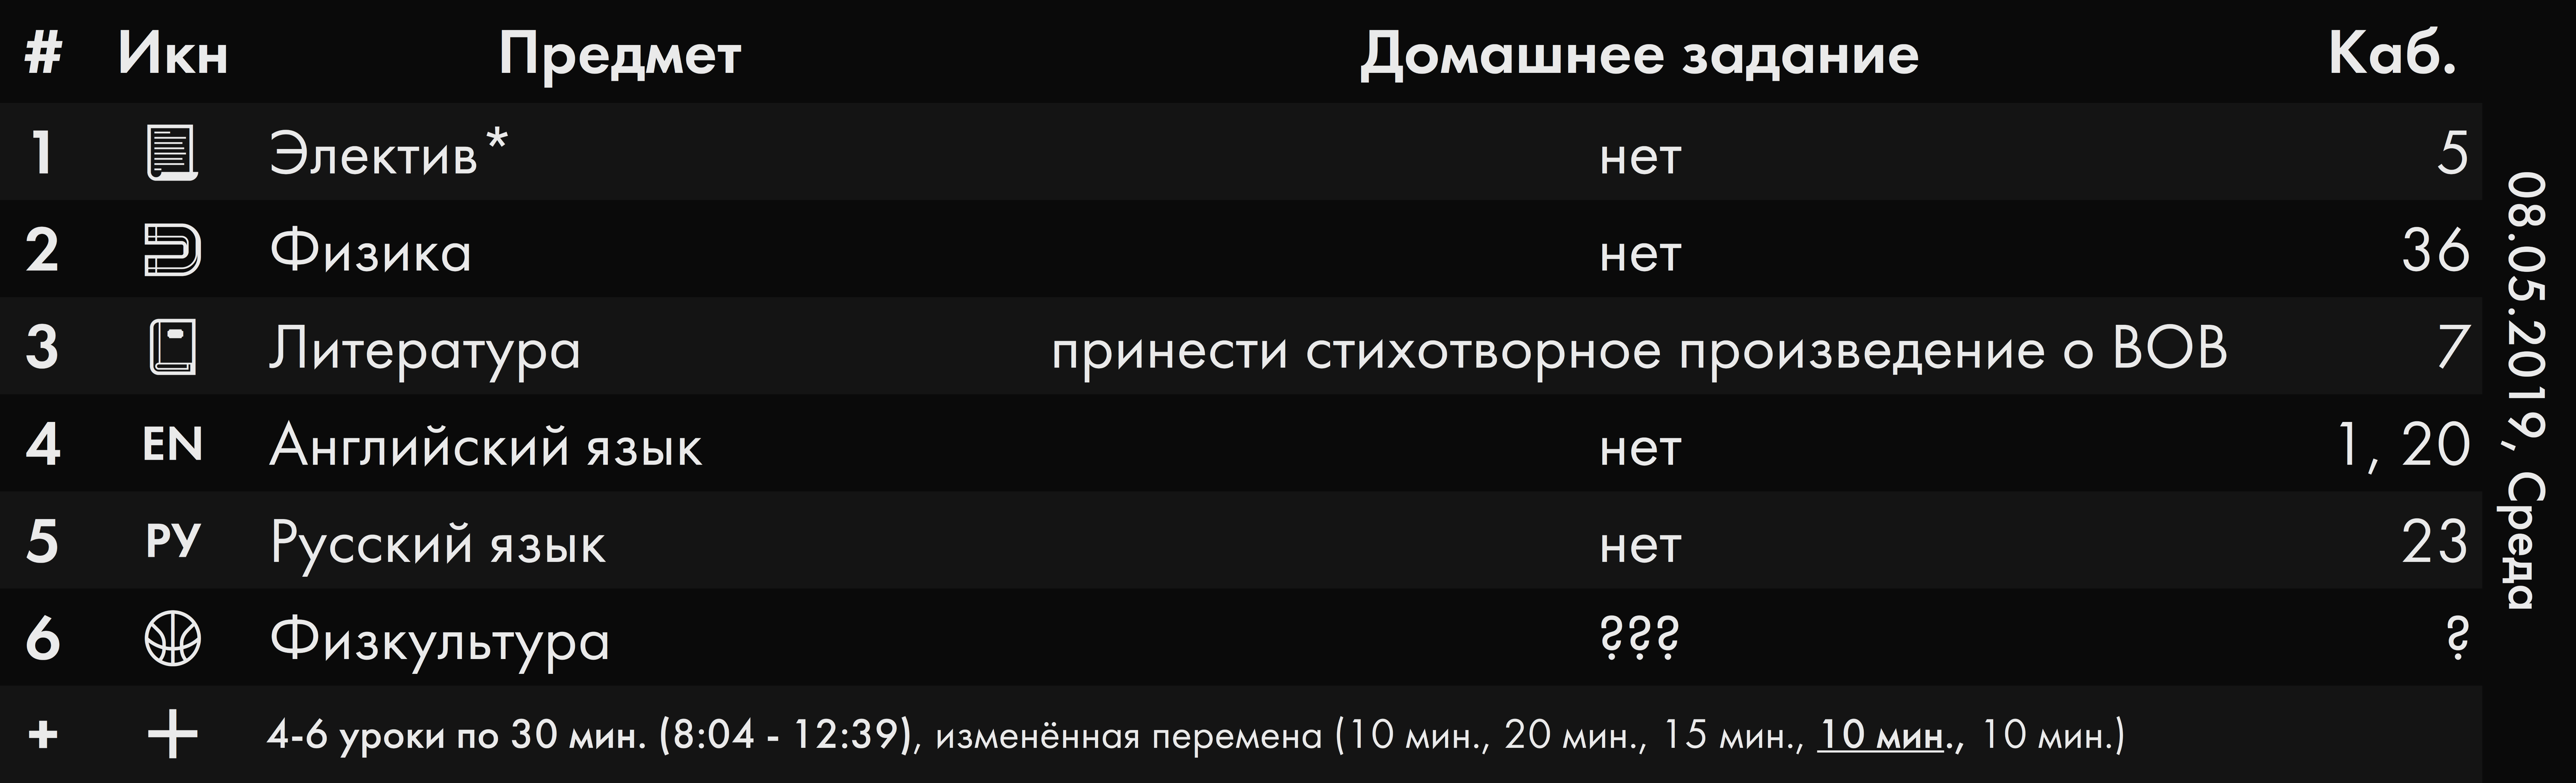 # Икн Предмет Домашнее задание Каб.
1 Электив* нет 5
2 Физика нет 36
3 Литература принести стихотворное произведение о ВОВ 7
4 EN Английский язык нет 1, 20
5 РУ Русский язык нет 23
6 Физкультура ??? ?
+ 4-6 уроки по 30 мин. (8:04 - 12:39), изменённая перемена (10 мин., 20 мин., 15 мин., 10 мин., 10 мин.)
08.05.2019, Среда